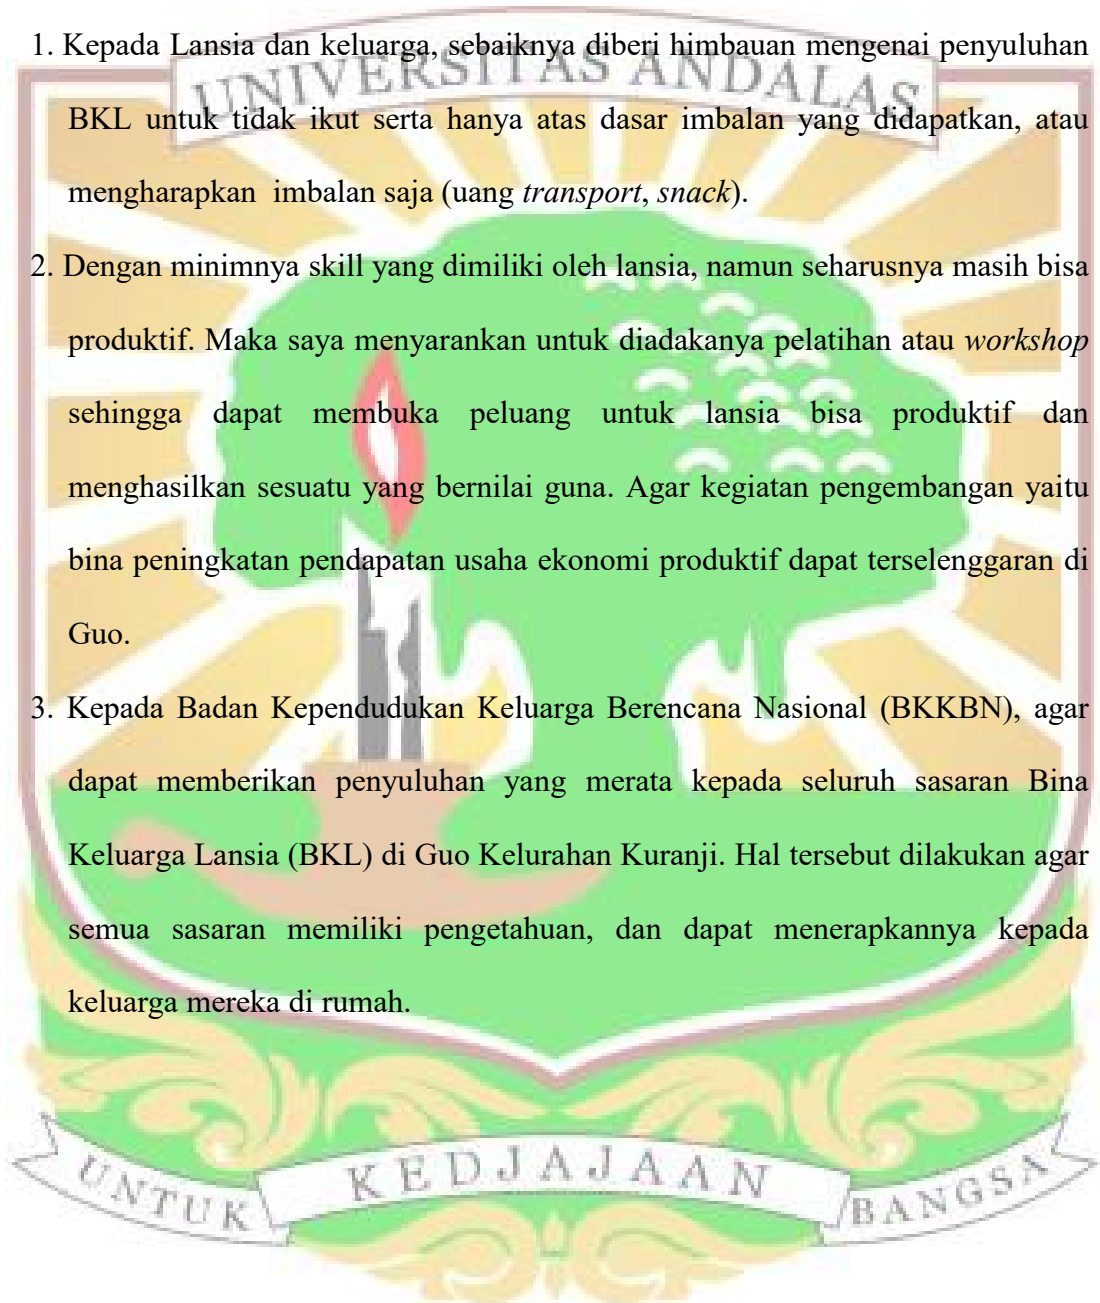 UNIVERSITAS ANDALAS
1. Kepada Lansia dan keluarga, sebaiknya diberi himbauan mengenai penyuluhan
BKL untuk tidak ikut serta hanya atas dasar imbalan yang didapatkan, atau
mengharapkan imbalan saja (uang transport, snack).
2. Dengan minimnya skill yang dimiliki oleh lansia, namun seharusnya masih bisa
produktif. Maka saya menyarankan untuk diadakanya pelatihan atau workshop
sehingga dapat membuka peluang untuk lansia bisa produktif dan
menghasilkan sesuatu yang bernilai guna. Agar kegiatan pengembangan yaitu
bina peningkatan pendapatan usaha ekonomi produktif dapat terselenggaran di
Guo.
3. Kepada Badan Kependudukan Keluarga Berencana Nasional (BKKBN), agar
dapat memberikan penyuluhan yang merata kepada seluruh sasaran Bina
Keluarga Lansia (BKL) di Guo Kelurahan Kuranji. Hal tersebut dilakukan agar
semua sasaran memiliki pengetahuan, dan dapat menerapkannya kepada
keluarga mereka di rumah.
UNTUK KEDJAJAAN BANGSA